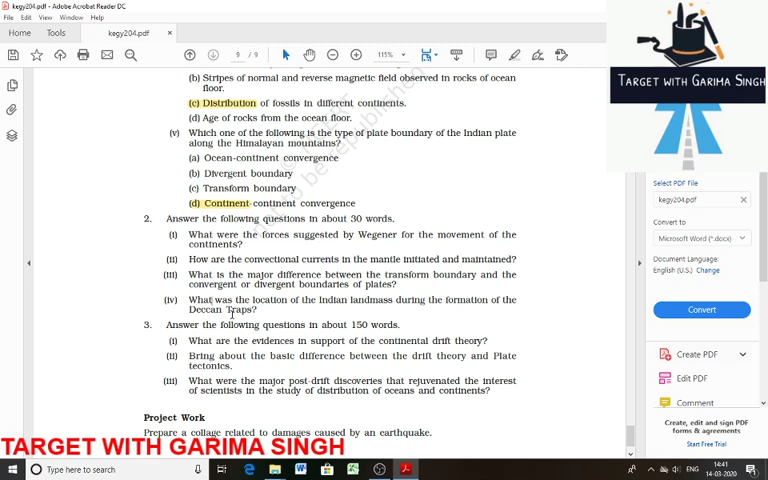 kegy204.pdf - Adobe Acrobat Reader DC
File Edit View Window Help
Home Tools kegy204.pdf ×
9 / 9 115%
(b) Stripes of normal and reverse magnetic field observed in rocks of ocean
floor.
(c) Distribution of fossils in different continents.
(d) Age of rocks from the ocean floor.
(v) Which one of the following is the type of plate boundary of the Indian plate
along the Himalayan mountains?
(a) Ocean-continent convergence
(b) Divergent boundary
(c) Transform boundary
(d) Continent-continent convergence
2. Answer the following questions in about 30 words.
(i) What were the forces suggested by Wegener for the movement of the
continents?
(ii) How are the convectional currents in the mantle initiated and maintained?
(iii) What is the major difference between the transform boundary and the
convergent or divergent boundaries of plates?
(iv) What was the location of the Indian landmass during the formation of the
Deccan Traps?
3. Answer the following questions in about 150 words.
(i) What are the evidences in support of the continental drift theory?
(ii) Bring about the basic difference between the drift theory and Plate
tectonics.
(iii) What were the major post-drift discoveries that rejuvenated the interest
of scientists in the study of distribution of oceans and continents?
Project Work
Prepare a collage related to damages caused by an earthquake.
not to be republished
TARGET WITH GARIMA SINGH
Select PDF File
kegy204.pdf ×
Convert to
Microsoft Word (*.docx)
Document Language:
English (U.S.) Change
Convert
Create PDF
Edit PDF
Comment
Create, edit and sign PDF
forms & agreements
Start Free Trial
TARGET WITH GARIMA SINGH
Type here to search
ENG
14:41
14-03-2020